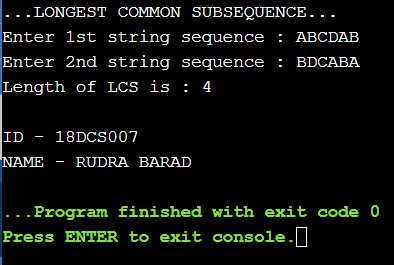 ...LONGEST COMMON SUBSEQUENCE...
Enter 1st string sequence : ABCDAB
Enter 2nd string sequence : BDCABA
Length of LCS is : 4
ID - 18DCS007
NAME - RUDRA BARAD
...Program finished with exit code 0
Press ENTER to exit console.